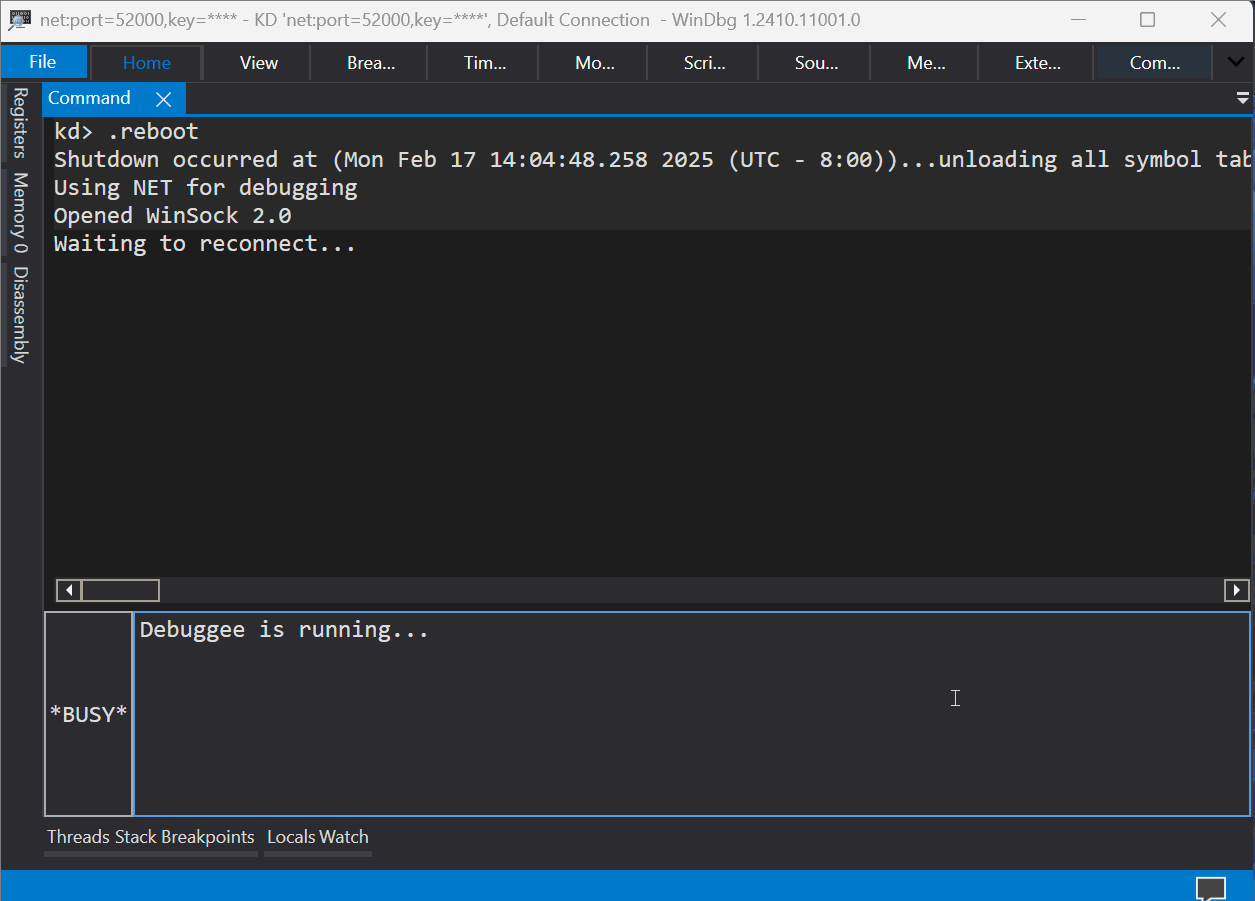 net:port=52000,key=**** - KD 'net:port=52000,key=****', Default Connection - WinDbg 1.2410.11001.0
File Home View Brea... Tim... Mo... Scri... Sou... Me... Exte... Com...
Registers
Memory 0
Disassembly
Command
kd> .reboot
Shutdown occurred at (Mon Feb 17 14:04:48.258 2025 (UTC - 8:00))...unloading all symbol tab
Using NET for debugging
Opened WinSock 2.0
Waiting to reconnect...
*BUSY*
Debuggee is running...
Threads Stack Breakpoints Locals Watch